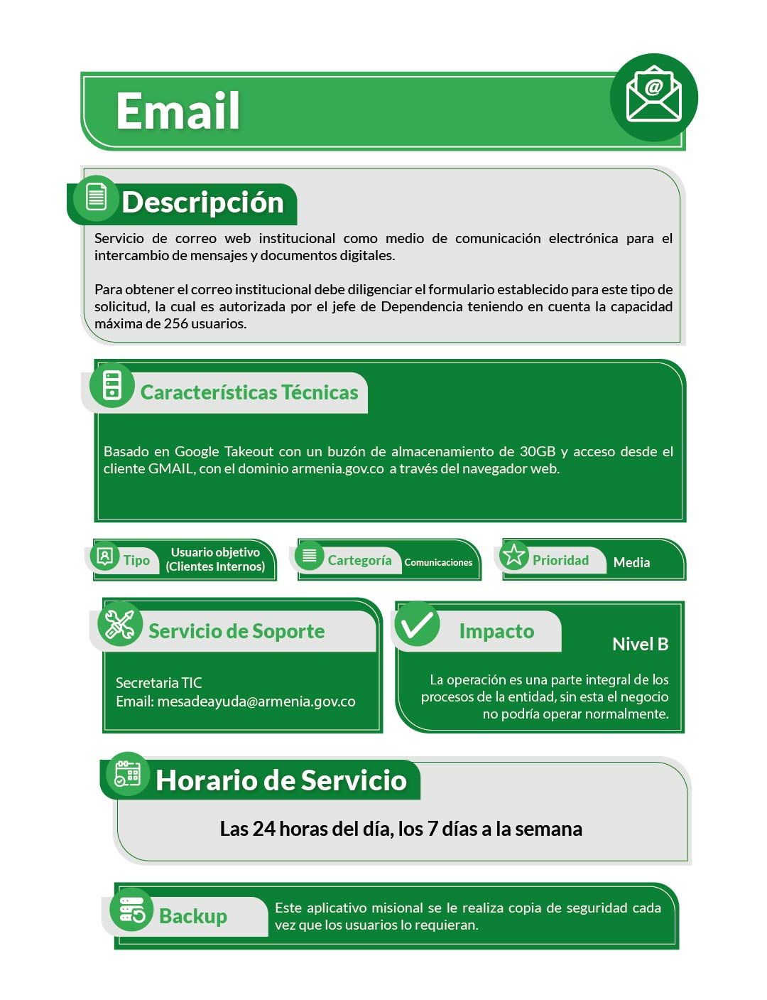 Email
@
Descripción
Servicio de correo web institucional como medio de comunicación electrónica para el
intercambio de mensajes y documentos digitales.
Para obtener el correo institucional debe diligenciar el formulario establecido para este tipo de
solicitud, la cual es autorizada por el jefe de Dependencia teniendo en cuenta la capacidad
máxima de 256 usuarios.
Características Técnicas
Basado en Google Takeout con un buzón de almacenamiento de 30GB y acceso desde el
cliente GMAIL, con el dominio armenia.gov.co a través del navegador web.
Tipo
Usuario objetivo
(Clientes Internos)
Cartegoría
Comunicaciones
Prioridad
Media
Servicio de Soporte
Secretaria TIC
Email: mesadeayuda@armenia.gov.co
Impacto
Nivel B
La operación es una parte integral de los
procesos de la entidad, sin esta el negocio
no podría operar normalmente.
Horario de Servicio
Las 24 horas del día, los 7 días a la semana
Backup
Este aplicativo misional se le realiza copia de seguridad cada
vez que los usuarios lo requieran.